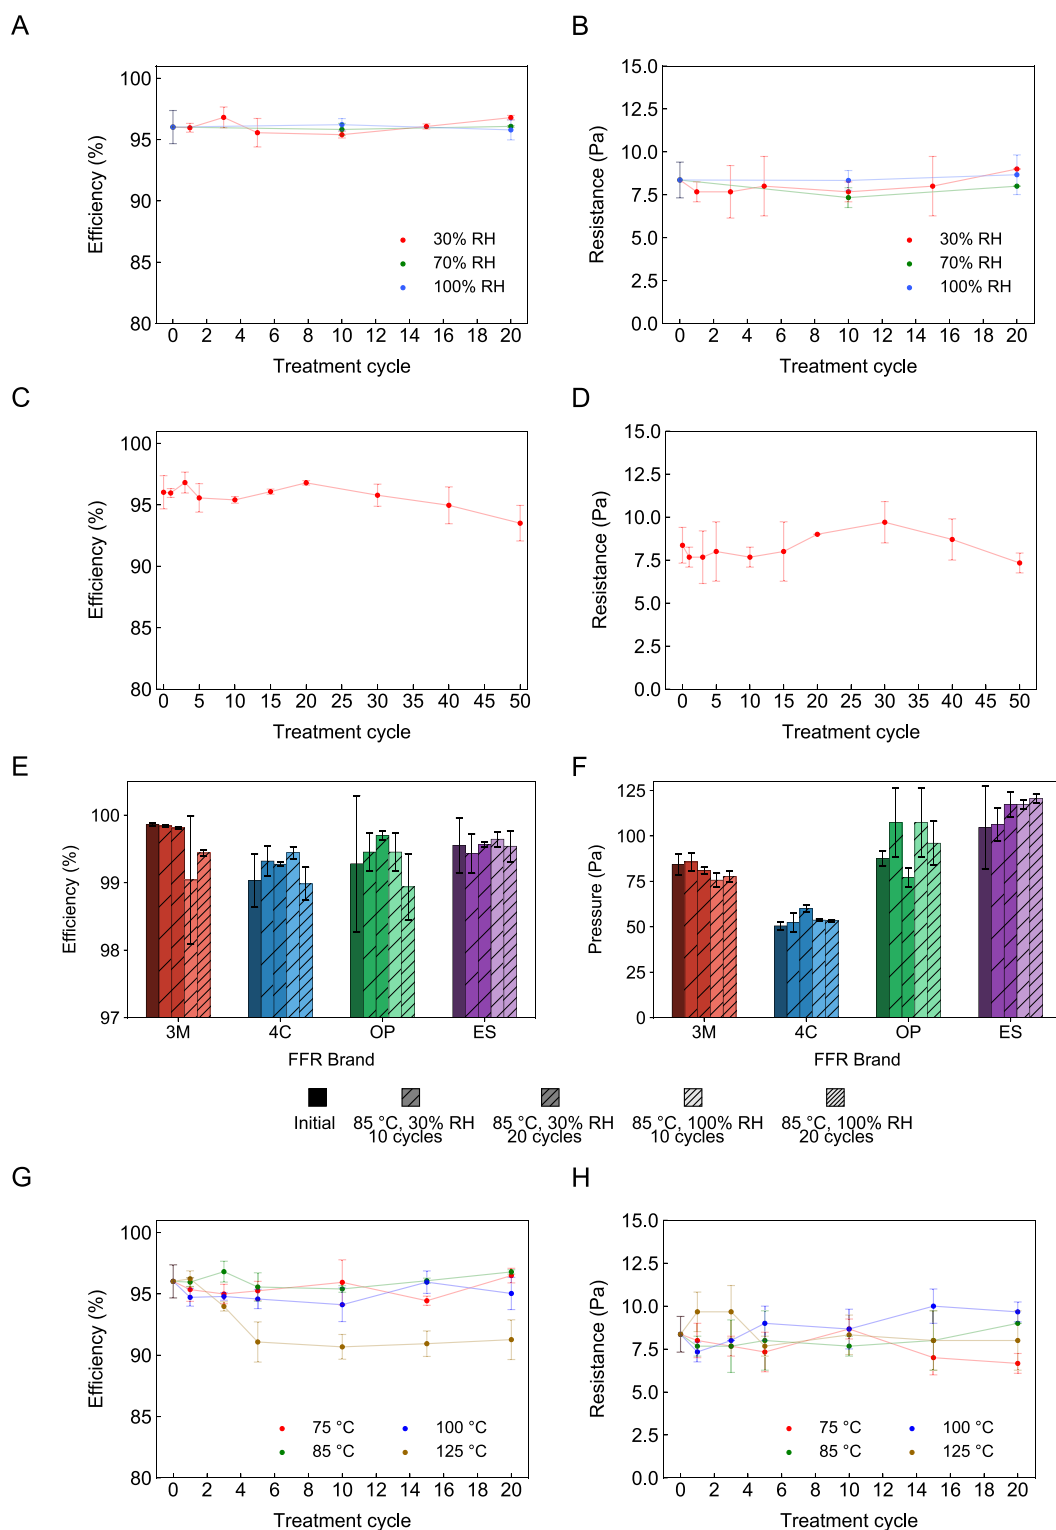 A
B
100
95
90
85
80
Efficiency (%)
30% RH
70% RH
100% RH
0 2 4 6 8 10 12 14 16 18 20
Treatment cycle
15.0
12.5
10.0
7.5
5.0
2.5
0.0
Resistance (Pa)
30% RH
70% RH
100% RH
0 2 4 6 8 10 12 14 16 18 20
Treatment cycle
C
D
100
95
90
85
80
Efficiency (%)
0 5 10 15 20 25 30 35 40 45 50
Treatment cycle
15.0
12.5
10.0
7.5
5.0
2.5
0.0
Resistance (Pa)
0 5 10 15 20 25 30 35 40 45 50
Treatment cycle
E
F
100
99
98
97
Efficiency (%)
3M 4C OP ES
FFR Brand
125
100
75
50
25
0
Pressure (Pa)
3M 4C OP ES
FFR Brand
Initial
85 °C, 30% RH
10 cycles
85 °C, 30% RH
20 cycles
85 °C, 100% RH
10 cycles
85 °C, 100% RH
20 cycles
G
H
100
95
90
85
80
Efficiency (%)
75 °C 100 °C
85 °C 125 °C
0 2 4 6 8 10 12 14 16 18 20
Treatment cycle
15.0
12.5
10.0
7.5
5.0
2.5
0.0
Resistance (Pa)
75 °C 100 °C
85 °C 125 °C
0 2 4 6 8 10 12 14 16 18 20
Treatment cycle